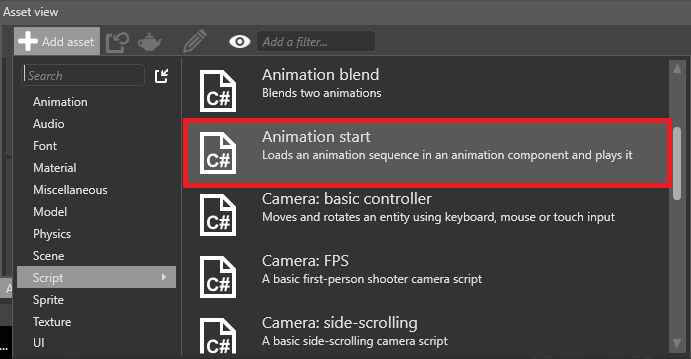 Asset view
Add asset
Add a filter...
Search
Animation
Audio
Font
Material
Miscellaneous
Model
Physics
Scene
Script
Sprite
Texture
UI
C#
Animation blend
Blends two animations
C#
Animation start
Loads an animation sequence in an animation component and plays it
C#
Camera: basic controller
Moves and rotates an entity using keyboard, mouse or touch input
C#
Camera: FPS
A basic first-person shooter camera script
C#
Camera: side-scrolling
A basic side-scrolling camera script
A
...